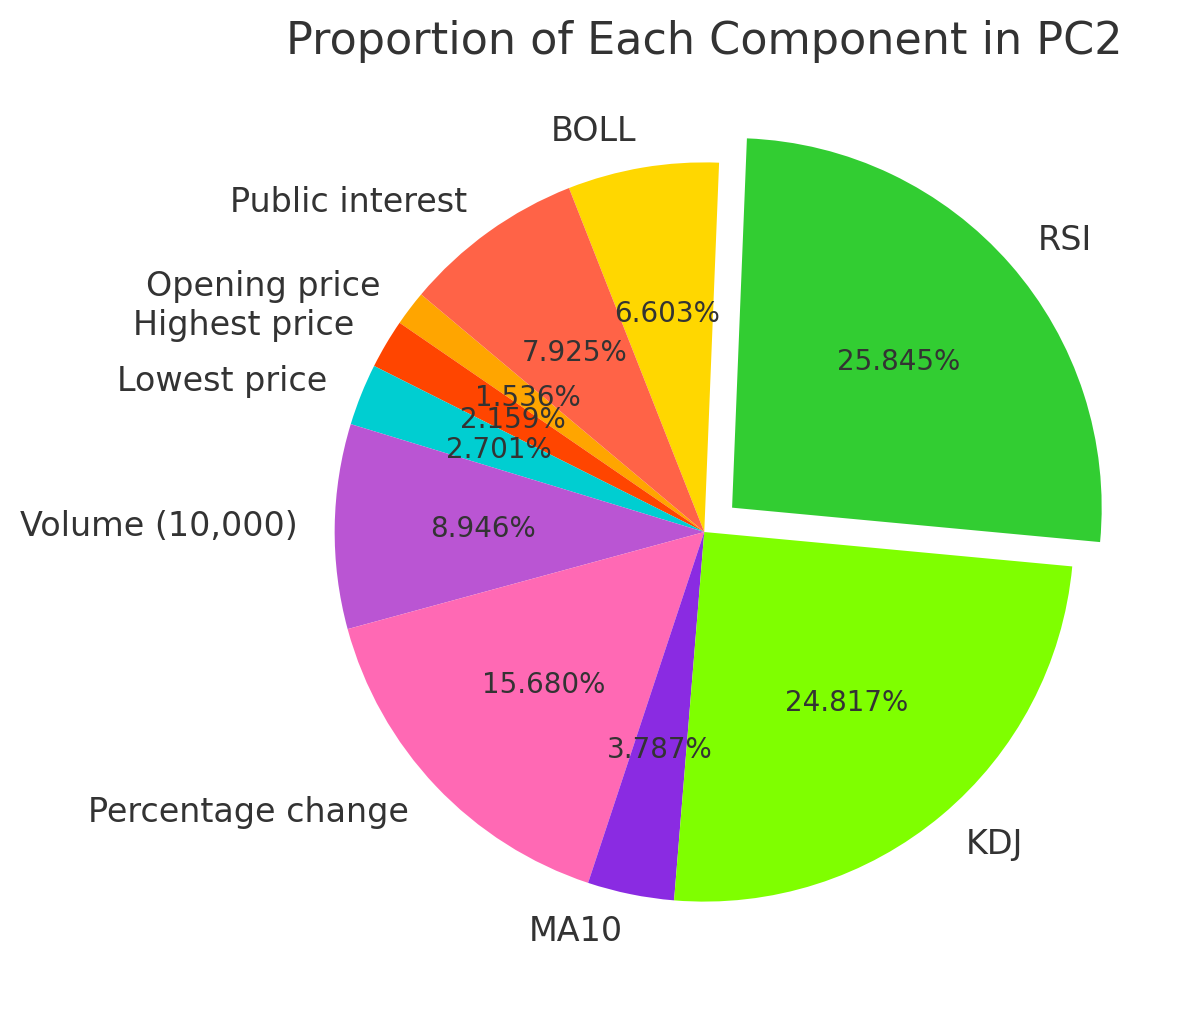 Proportion of Each Component in PC2
BOLL
Public interest
RSI
Opening price
Highest price
Lowest price
6.603%
7.925%
25.845%
1.536%
2.159%
2.701%
Volume (10,000)
8.946%
15.680%
24.817%
3.787%
Percentage change
KDJ
MA10